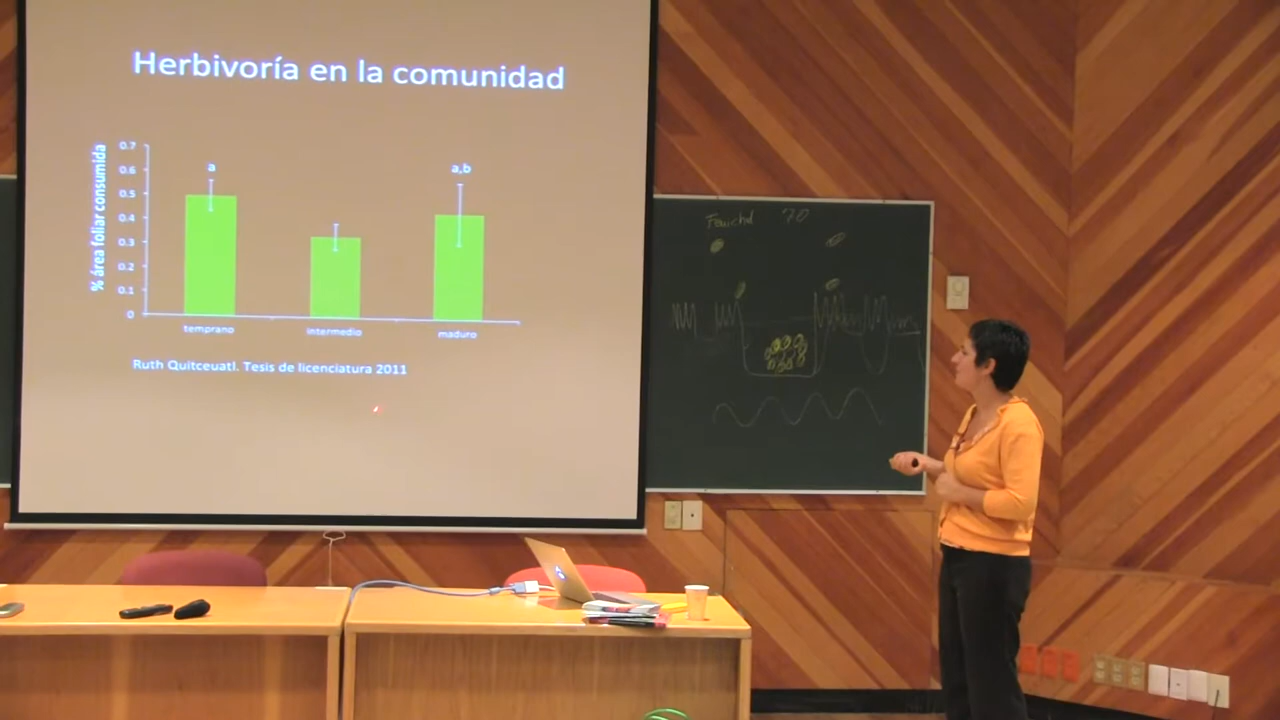 Herbivoría en la comunidad
% área foliar consumida
0.7
0.6
0.5
0.4
0.3
0.2
0.1
0
a
a,b
temprano
intermedio
maduro
Ruth Quitceuatl. Tesis de licenciatura 2011